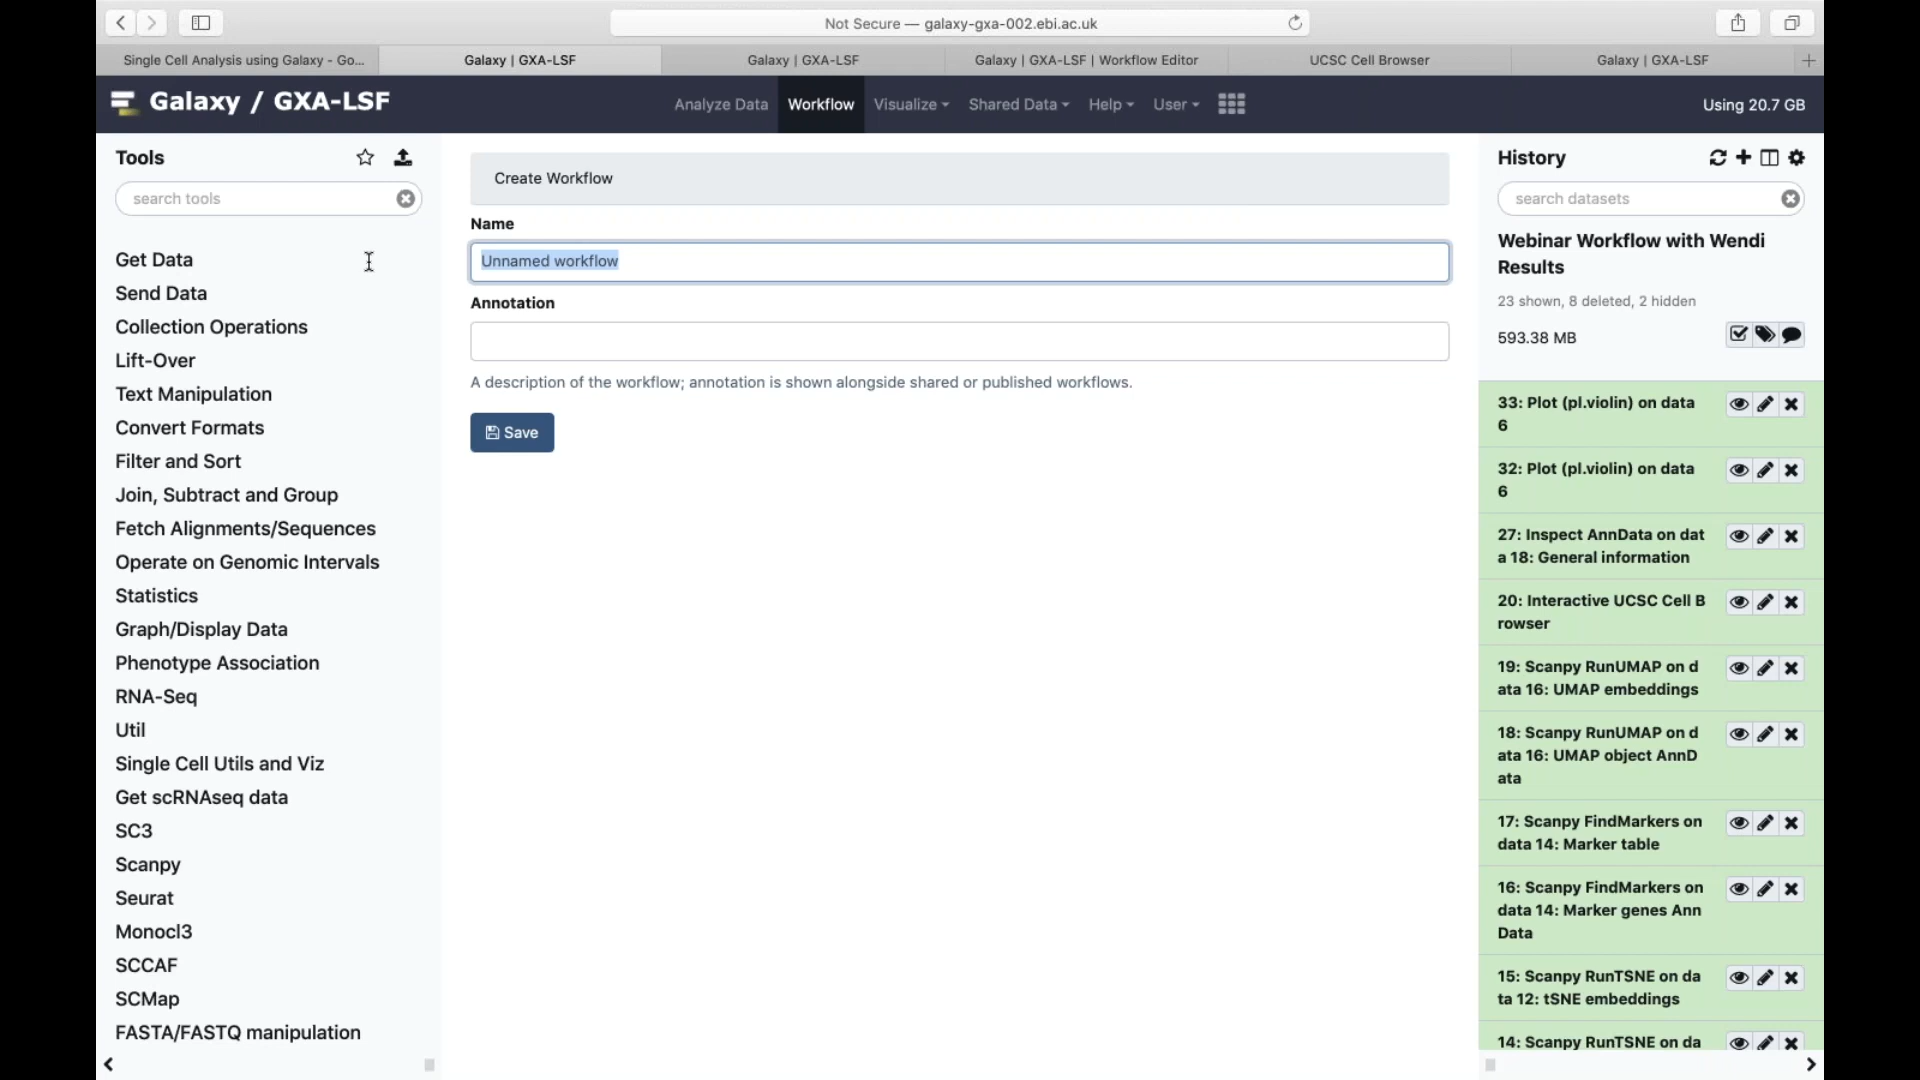 Not Secure — galaxy-gxa-002.ebi.ac.uk
Single Cell Analysis using Galaxy - Go...
Galaxy | GXA-LSF
Galaxy | GXA-LSF
Galaxy | GXA-LSF | Workflow Editor
UCSC Cell Browser
Galaxy | GXA-LSF
Galaxy / GXA-LSF
Analyze Data
Workflow
Visualize
Shared Data
Help
User
Using 20.7 GB
Tools
search tools
Get Data
Send Data
Collection Operations
Lift-Over
Text Manipulation
Convert Formats
Filter and Sort
Join, Subtract and Group
Fetch Alignments/Sequences
Operate on Genomic Intervals
Statistics
Graph/Display Data
Phenotype Association
RNA-Seq
Util
Single Cell Utils and Viz
Get scRNAseq data
SC3
Scanpy
Seurat
Monocl3
SCCAF
SCMap
FASTA/FASTQ manipulation
Create Workflow
Name
Unnamed workflow
Annotation
A description of the workflow; annotation is shown alongside shared or published workflows.
Save
History
search datasets
Webinar Workflow with Wendi
Results
23 shown, 8 deleted, 2 hidden
593.38 MB
33: Plot (pl.violin) on data
6
32: Plot (pl.violin) on data
6
27: Inspect AnnData on dat
a 18: General information
20: Interactive UCSC Cell B
rowser
19: Scanpy RunUMAP on d
ata 16: UMAP embeddings
18: Scanpy RunUMAP on d
ata 16: UMAP object AnnD
ata
17: Scanpy FindMarkers on
data 14: Marker table
16: Scanpy FindMarkers on
data 14: Marker genes Ann
Data
15: Scanpy RunTSNE on da
ta 12: tSNE embeddings
14: Scanpy RunTSNE on da